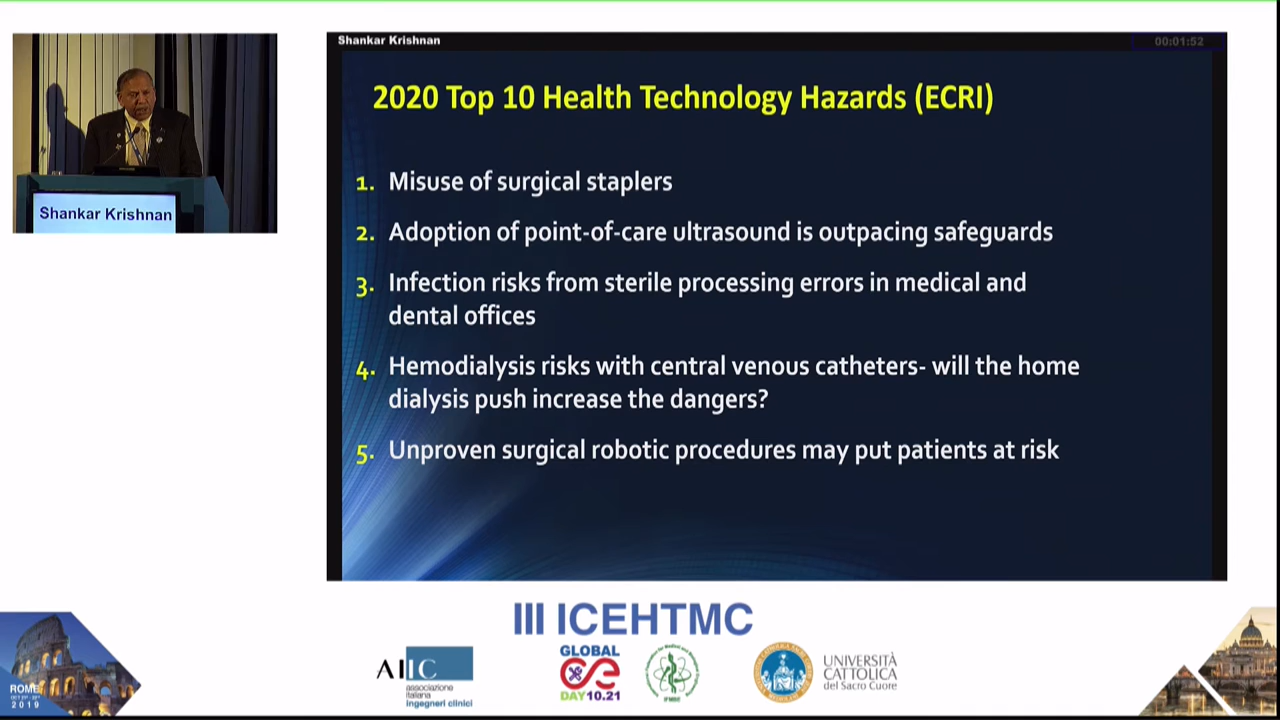 Shankar Krishnan
00:01:52
2020 Top 10 Health Technology Hazards (ECRI)
1. Misuse of surgical staplers
2. Adoption of point-of-care ultrasound is outpacing safeguards
3. Infection risks from sterile processing errors in medical and
dental offices
4. Hemodialysis risks with central venous catheters- will the home
dialysis push increase the dangers?
5. Unproven surgical robotic procedures may put patients at risk
Shankar Krishnan
III ICEHTMC
ROME
2019
AIIC
associazione
italiana
ingegneri clinici
GLOBAL
CE
DAY 10.21
IFMBE
UNIVERSITÀ
CATTOLICA
del Sacro Cuore